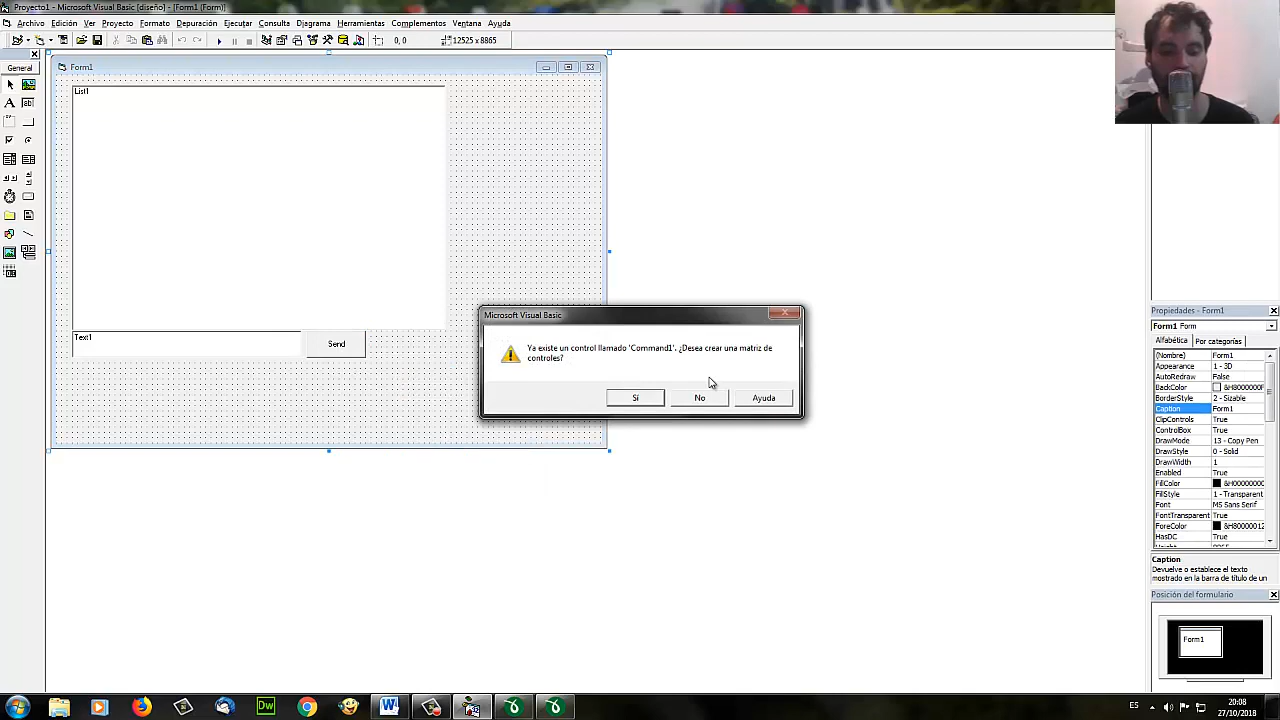 Proyecto1 - Microsoft Visual Basic [diseño] - [Form1 (Form)]
Archivo Edición Ver Proyecto Formato Depuración Ejecutar Consulta Diagrama Herramientas Complementos Ventana Ayuda
0, 0 12525 x 8865
General
Form1
List1
Text1
Send
Microsoft Visual Basic
Ya existe un control llamado 'Command1'. ¿Desea crear una matriz de
controles?
Sí No Ayuda
Propiedades - Form1
Form1 Form
Alfabética Por categorías
(Nombre) Form1
Appearance 1 - 3D
AutoRedraw False
BackColor &H8000000F
BorderStyle 2 - Sizable
Caption Form1
ClipControls True
ControlBox True
DrawMode 13 - Copy Pen
DrawStyle 0 - Solid
DrawWidth 1
Enabled True
FillColor &H00000000
FillStyle 1 - Transparent
Font MS Sans Serif
FontTransparent True
ForeColor &H80000012
HasDC True
Caption
Devuelve o establece el texto
mostrado en la barra de título de un
Posición del formulario
Form1
Dw W
ES 20:08
27/10/2018